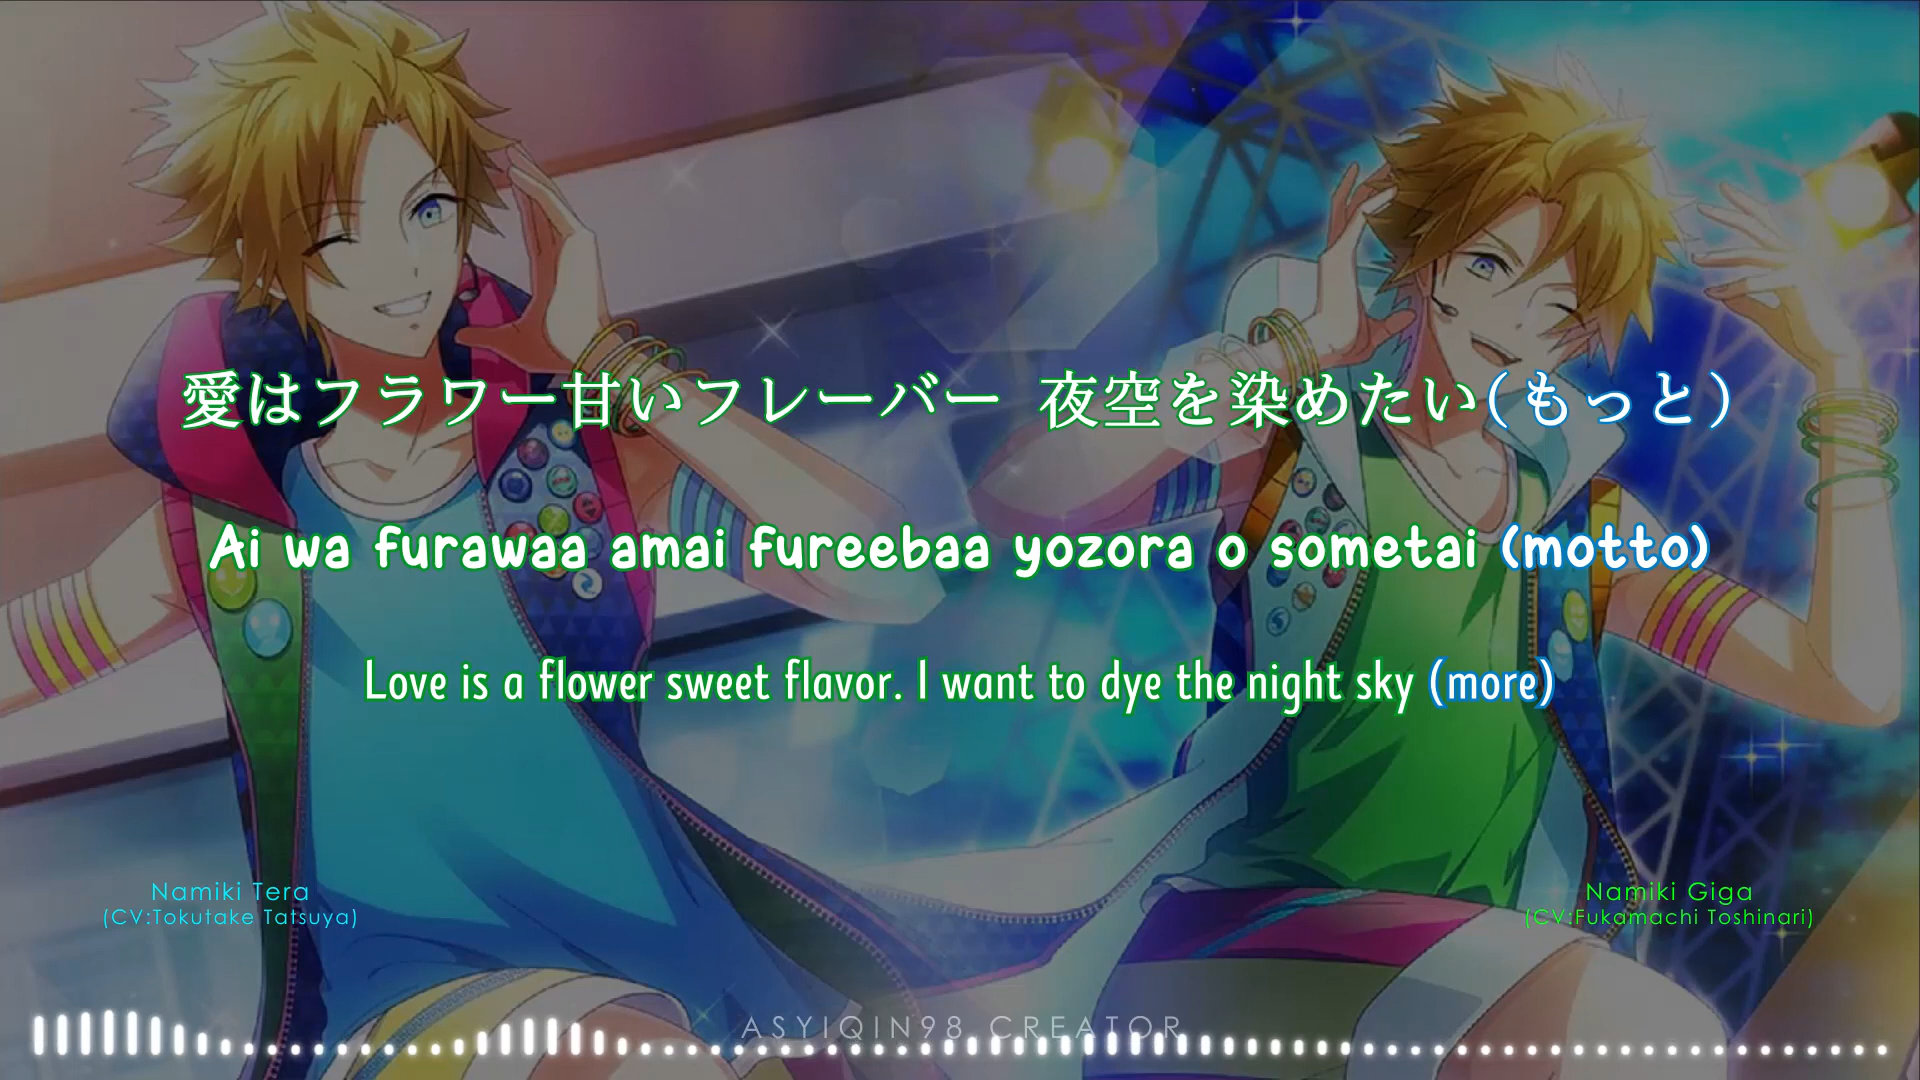 愛はフラワー甘いフレーバー 夜空を染めたい(もっと)
Ai wa furawaa amai fureebaa yozora o sometai (motto)
Love is a flower sweet flavor. I want to dye the night sky (more)
Namiki Tera
(CV:Tokutake Tatsuya)
Namiki Giga
(CV:Fukamachi Toshinari)
ASYIQIN98 CREATOR